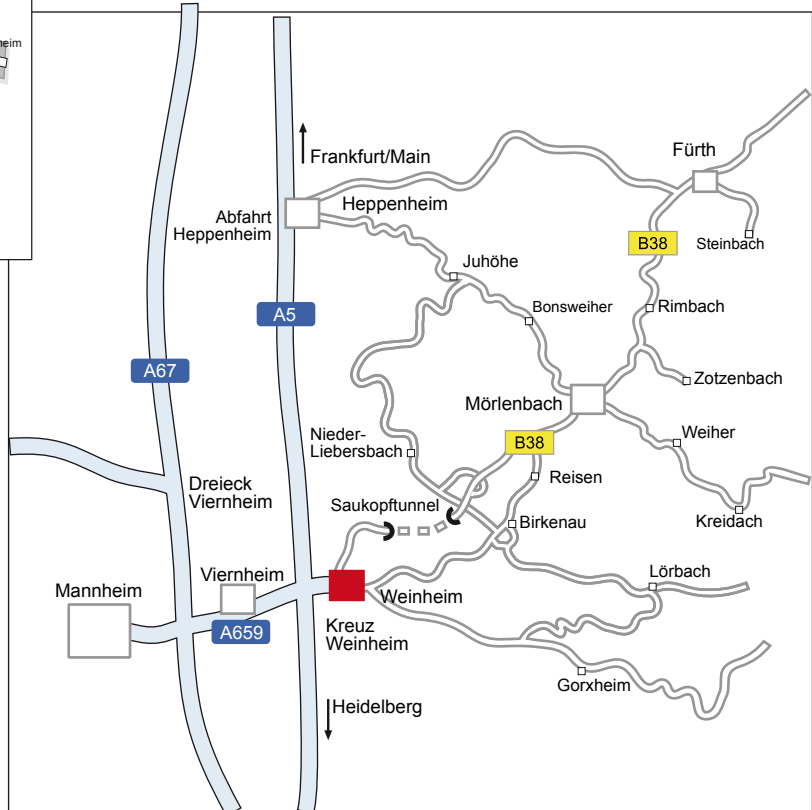 heim
Frankfurt/Main
Fürth
Abfahrt
Heppenheim
Heppenheim
B38
Steinbach
Juhöhe
A5
Bonsweiher
Rimbach
A67
Zotzenbach
Mörlenbach
Nieder-
Liebersbach
B38
Weiher
Reisen
Dreieck
Viernheim
Saukopftunnel
Birkenau
Kreidach
Viernheim
Lörbach
Mannheim
Weinheim
A659
Kreuz
Weinheim
Gorxheim
Heidelberg